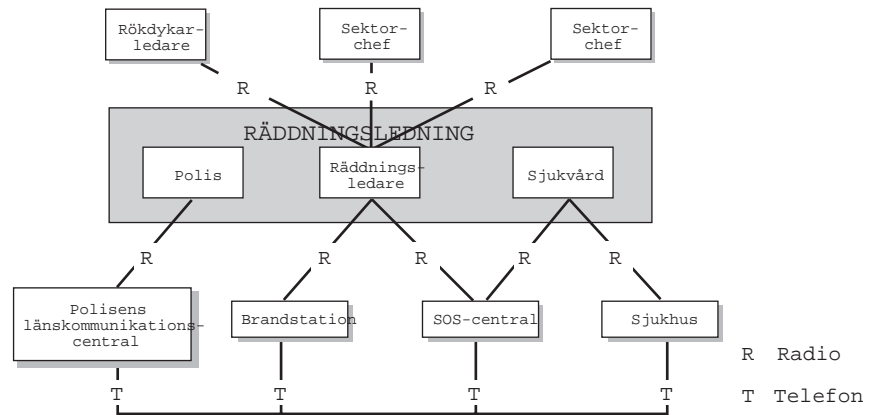 Rökdykar-
ledare
Sektor-
chef
Sektor-
chef
R
R
R
RÄDDNINGSLEDNING
Polis
Räddnings-
ledare
Sjukvård
R
R
R
R
R
Polisens
länskommunikations-
central
Brandstation
SOS-central
Sjukhus
R Radio
T
T
T
T
T Telefon